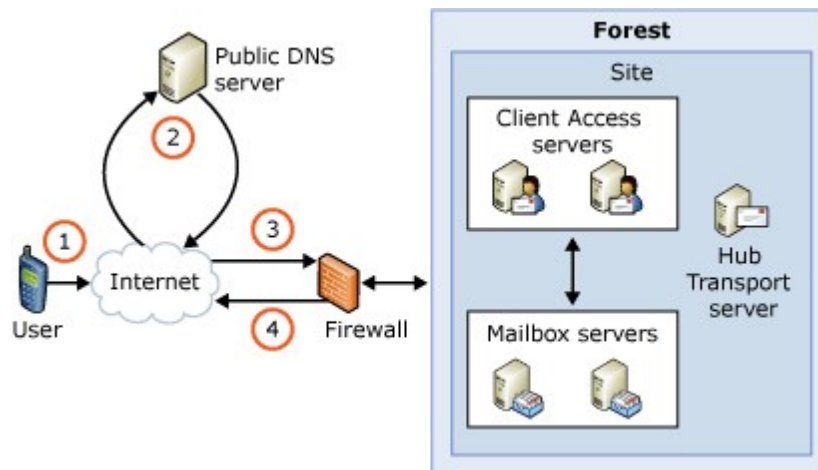 Public DNS
server
2
1
3
Internet
4
User
Firewall
Forest
Site
Client Access
servers
Hub
Transport
server
Mailbox servers